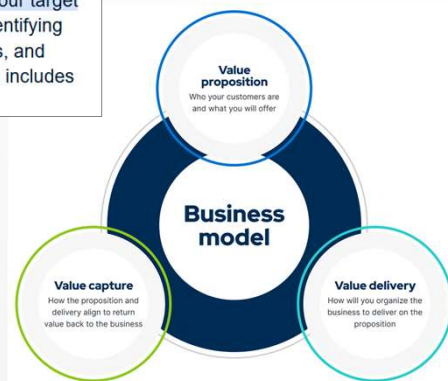 our target
entifying
s, and
includes
Value
proposition
Who your customers are
and what you will offer
Business
model
Value capture
How the proposition and
delivery align to return
value back to the business
Value delivery
How will you organize the
business to deliver on the
proposition